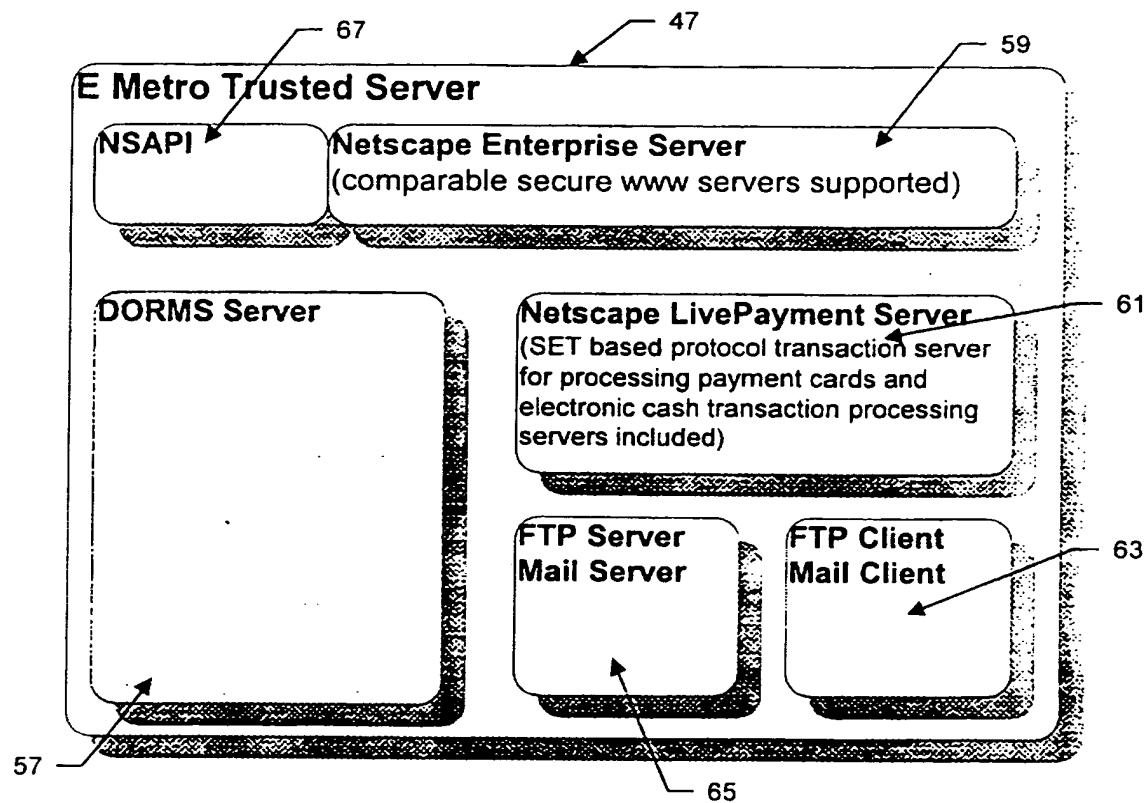 67
47
59
E Metro Trusted Server
NSAPI
Netscape Enterprise Server
(comparable secure www servers supported)
DORMS Server
Netscape LivePayment Server
(SET based protocol transaction server
for processing payment cards and
electronic cash transaction processing
servers included)
61
FTP Server
Mail Server
FTP Client
Mail Client
63
57
65